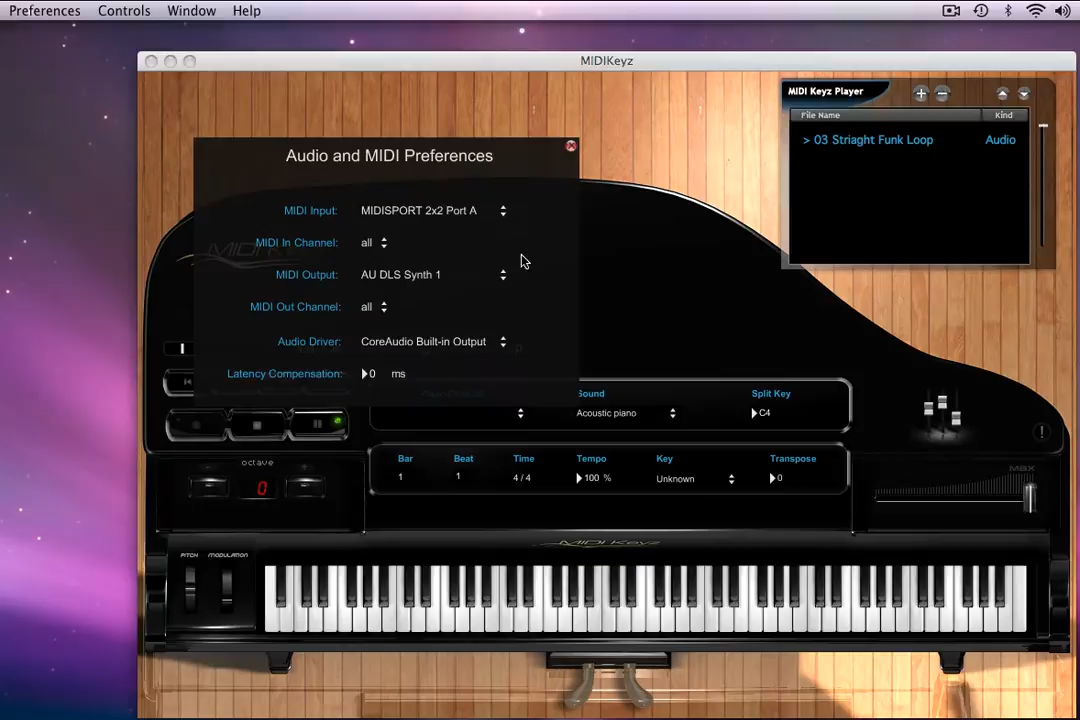 Preferences Controls Window Help
MIDIKeyz
MIDI Keyz Player
File Name Kind
> 03 Striaght Funk Loop Audio
Audio and MIDI Preferences
MIDI Input: MIDISPORT 2x2 Port A
MIDI In Channel: all
MIDI Output: AU DLS Synth 1
MIDI Out Channel: all
Audio Driver: CoreAudio Built-in Output
Latency Compensation: 0 ms
Sound Split Key
Acoustic piano C4
Bar Beat Time Tempo Key Transpose
1 1 4/4 100 % Unknown 0
octave
0
MAX
PITCH MODULATION
MIDI Keyz